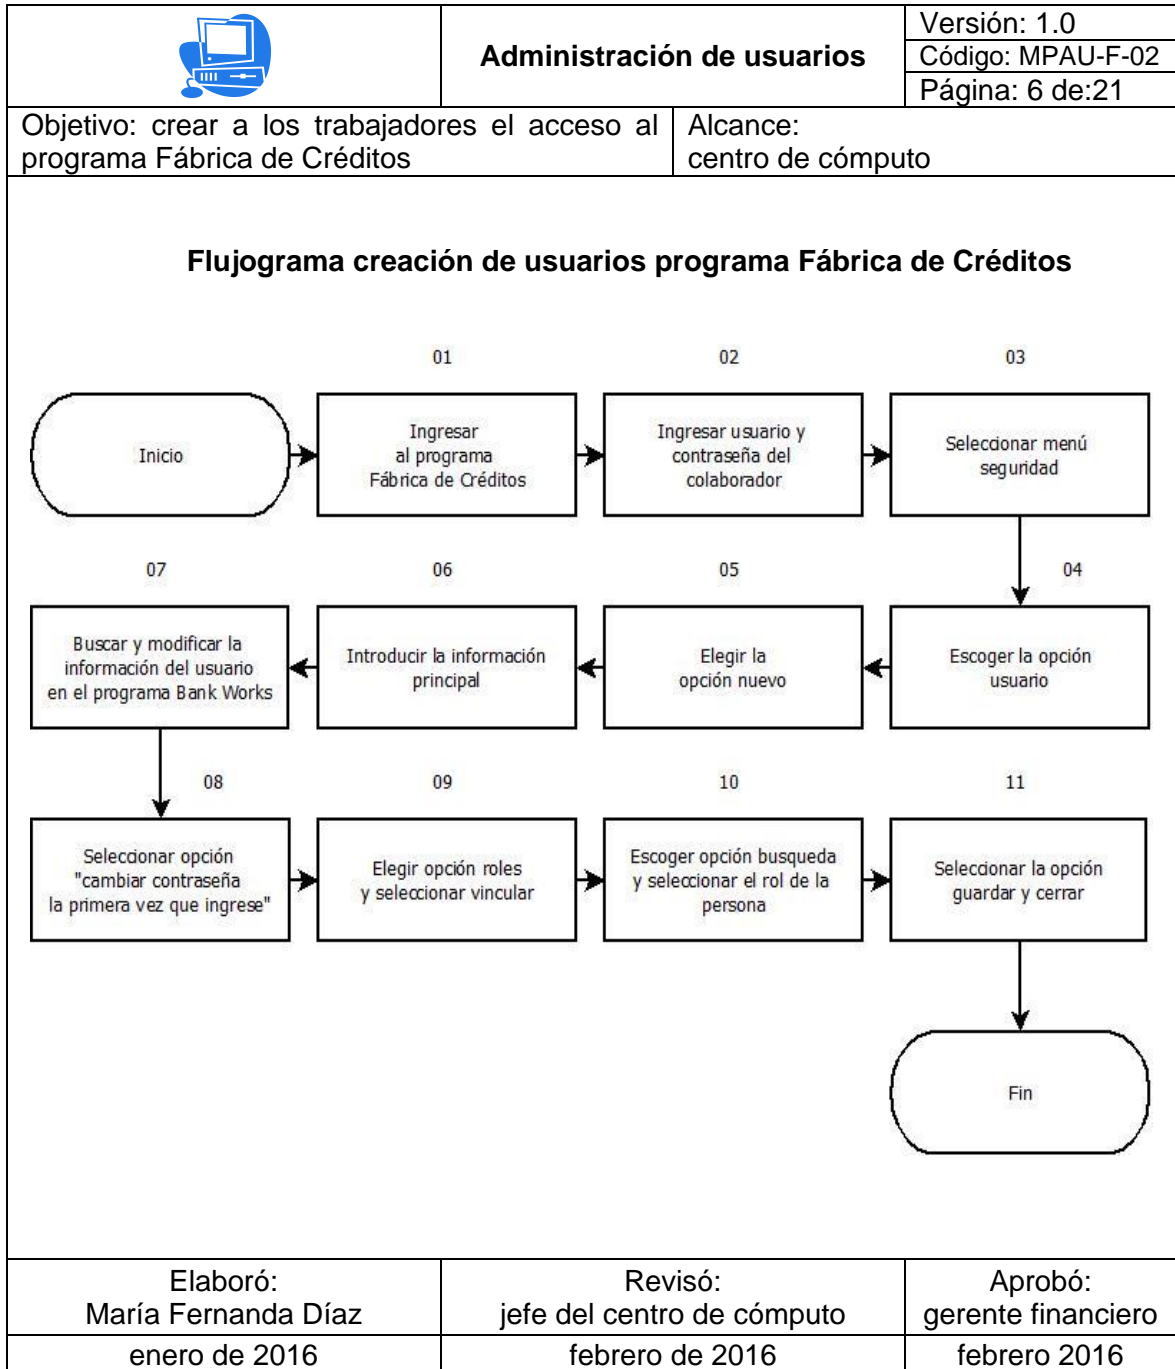 Administración de usuarios
Versión: 1.0
Código: MPAU-F-02
Página: 6 de:21
Objetivo: crear a los trabajadores el acceso al
programa Fábrica de Créditos
Alcance:
centro de cómputo
Flujograma creación de usuarios programa Fábrica de Créditos
Inicio
01
Ingresar
al programa
Fábrica de Créditos
02
Ingresar usuario y
contraseña del
colaborador
03
Seleccionar menú
seguridad
04
Escoger la opción
usuario
05
Elegir la
opción nuevo
06
Introducir la información
principal
07
Buscar y modificar la
información del usuario
en el programa Bank Works
08
Seleccionar opción
"cambiar contraseña
la primera vez que ingrese"
09
Elegir opción roles
y seleccionar vincular
10
Escoger opción busqueda
y seleccionar el rol de la
persona
11
Seleccionar la opción
guardar y cerrar
Fin
Elaboró:
María Fernanda Díaz
Revisó:
jefe del centro de cómputo
Aprobó:
gerente financiero
enero de 2016
febrero de 2016
febrero 2016